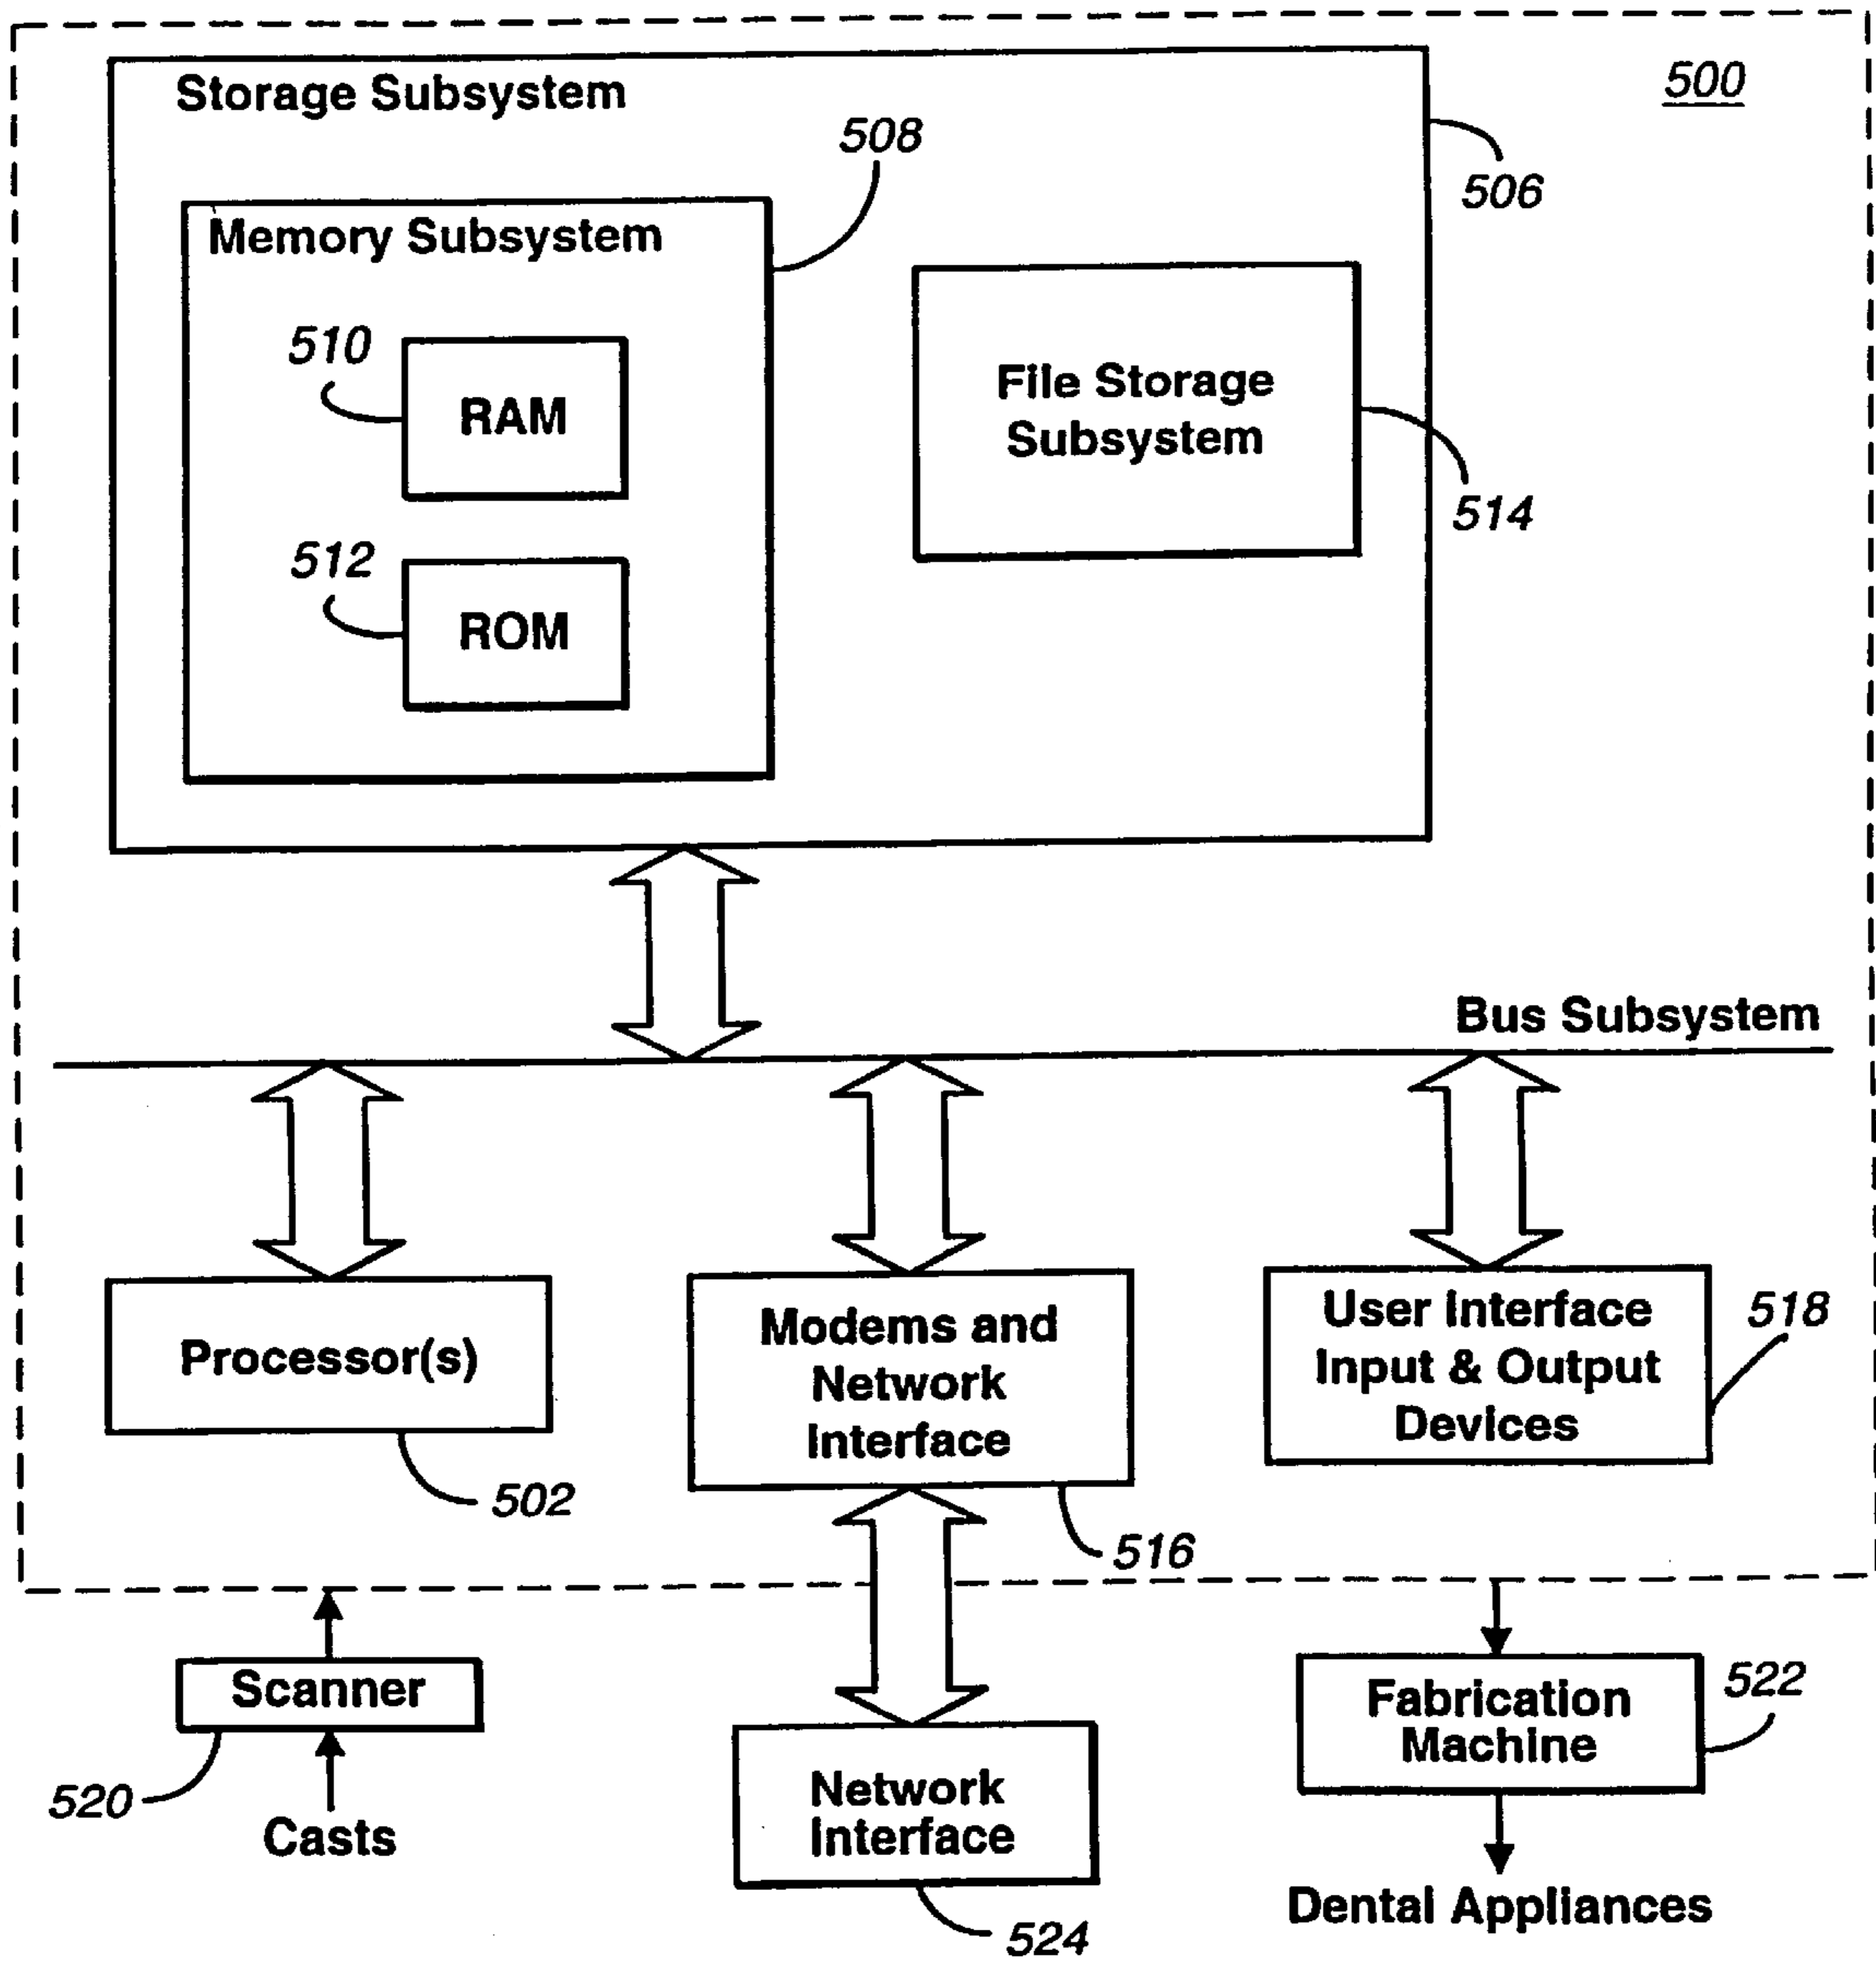 500
Storage Subsystem
508
506
Memory Subsystem
510
RAM
File Storage
Subsystem
514
512
ROM
Bus Subsystem
Processor(s)
502
Modems and
Network
Interface
516
User Interface
Input & Output
Devices
518
Scanner
520
Casts
Network
Interface
524
Fabrication
Machine
522
Dental Appliances